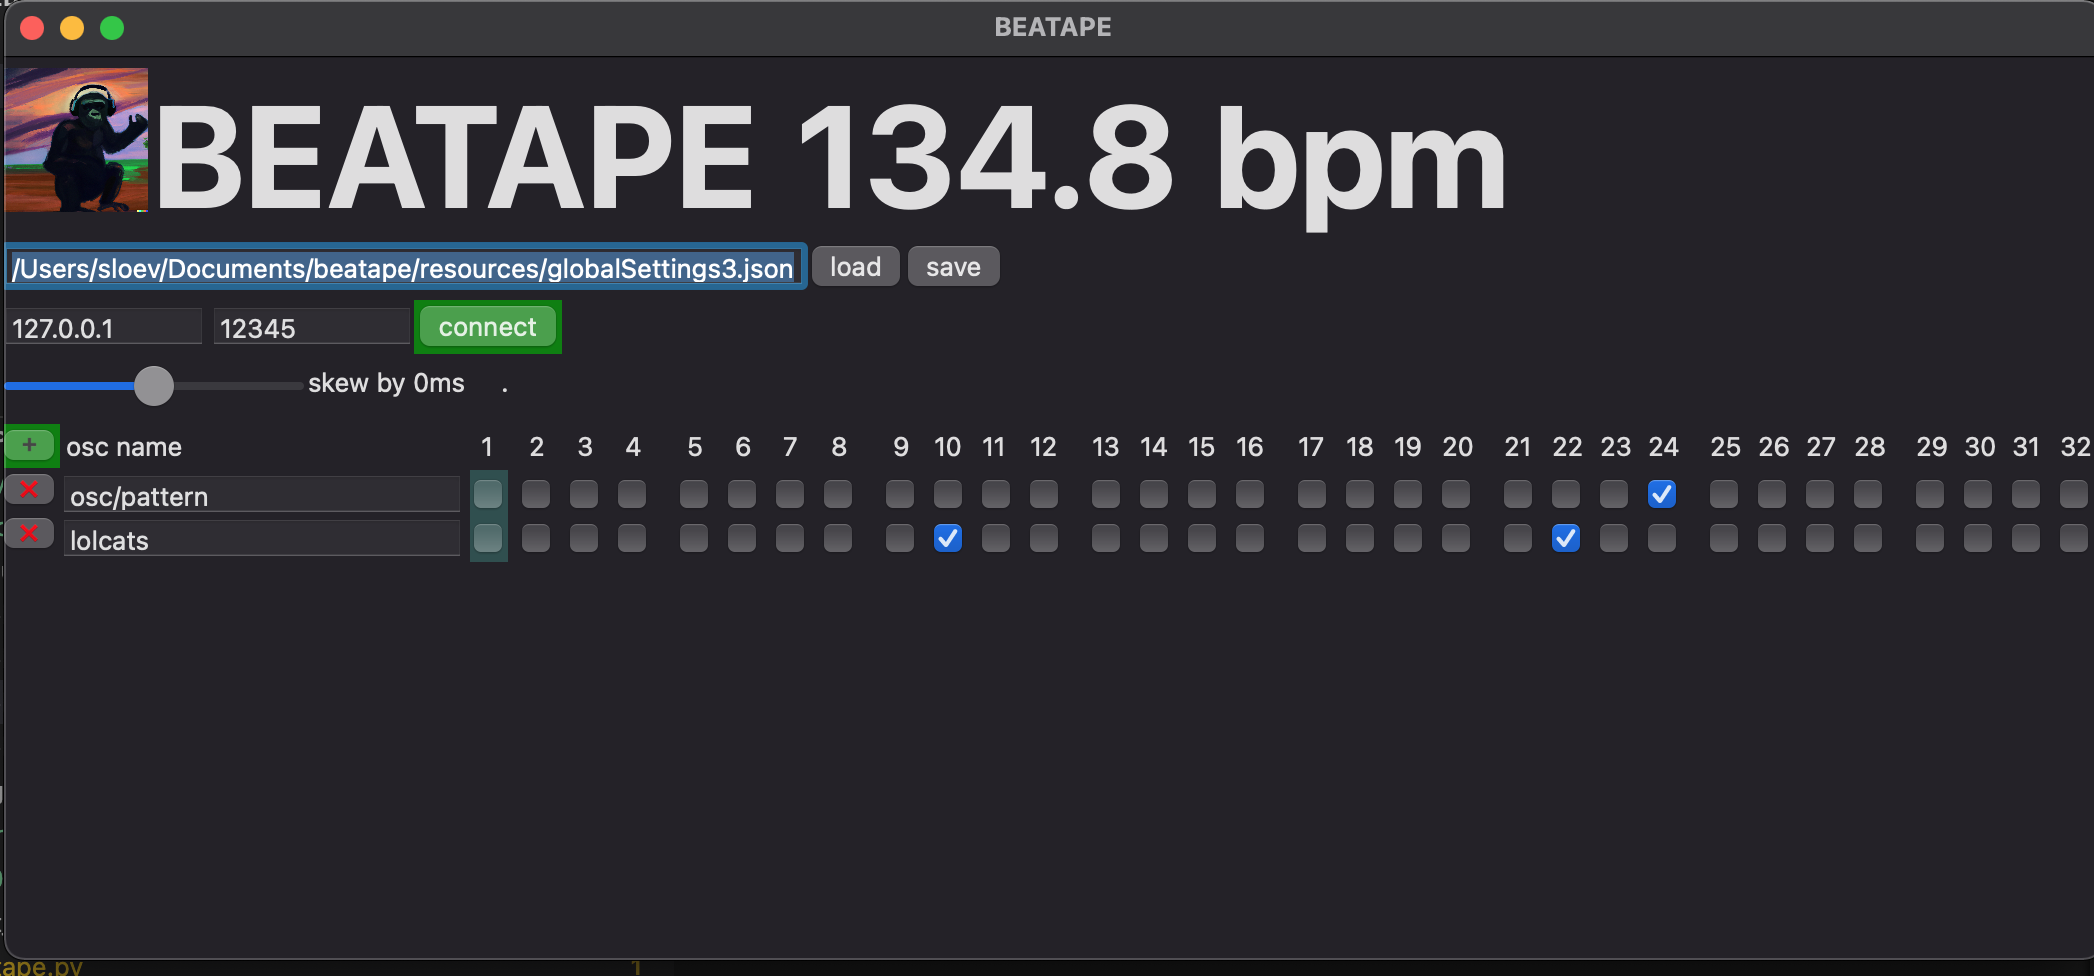 BEATAPE
BEATAPE 134.8 bpm
/Users/sloev/Documents/beatape/resources/globalSettings3.json load save
127.0.0.1 12345 connect
skew by 0ms .
+ osc name 1 2 3 4 5 6 7 8 9 10 11 12 13 14 15 16 17 18 19 20 21 22 23 24 25 26 27 28 29 30 31 32
osc/pattern
lolcats
tape.py 1